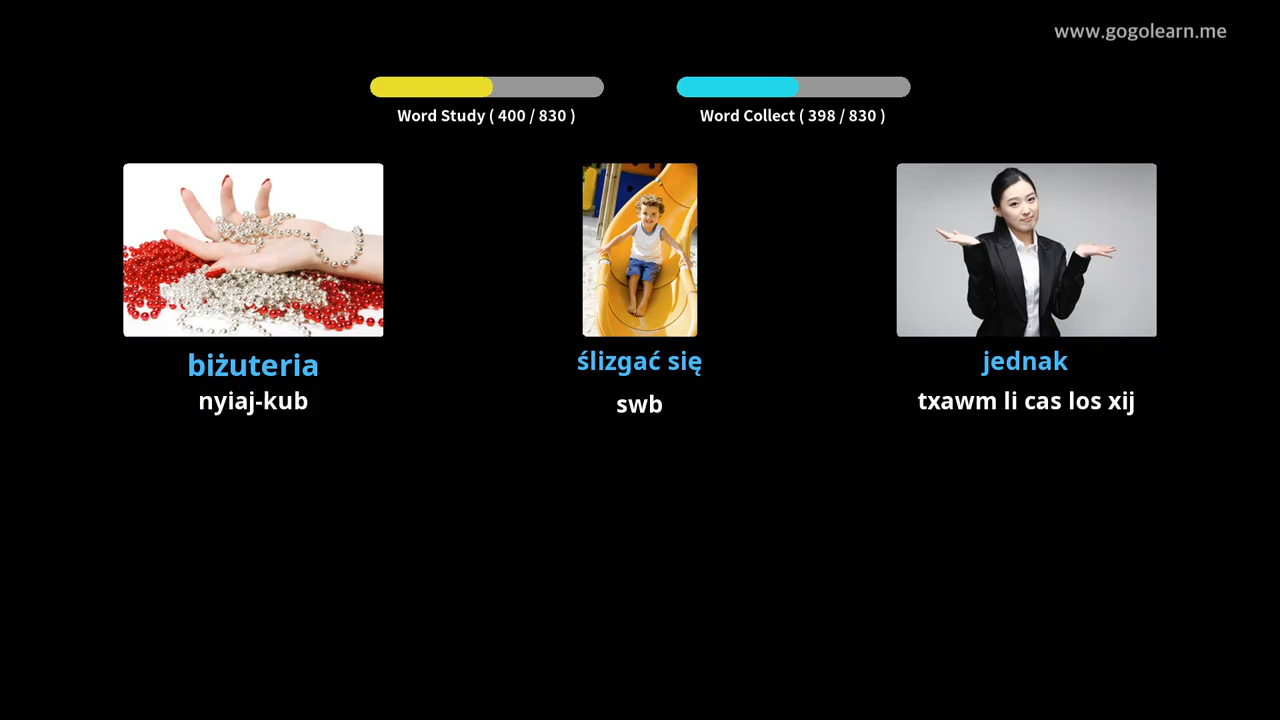 www.gogolearn.me
Word Study ( 400 / 830 )
Word Collect ( 398 / 830 )
biżuteria
nyiaj-kub
ślizgać się
swb
jednak
txawm li cas los xij